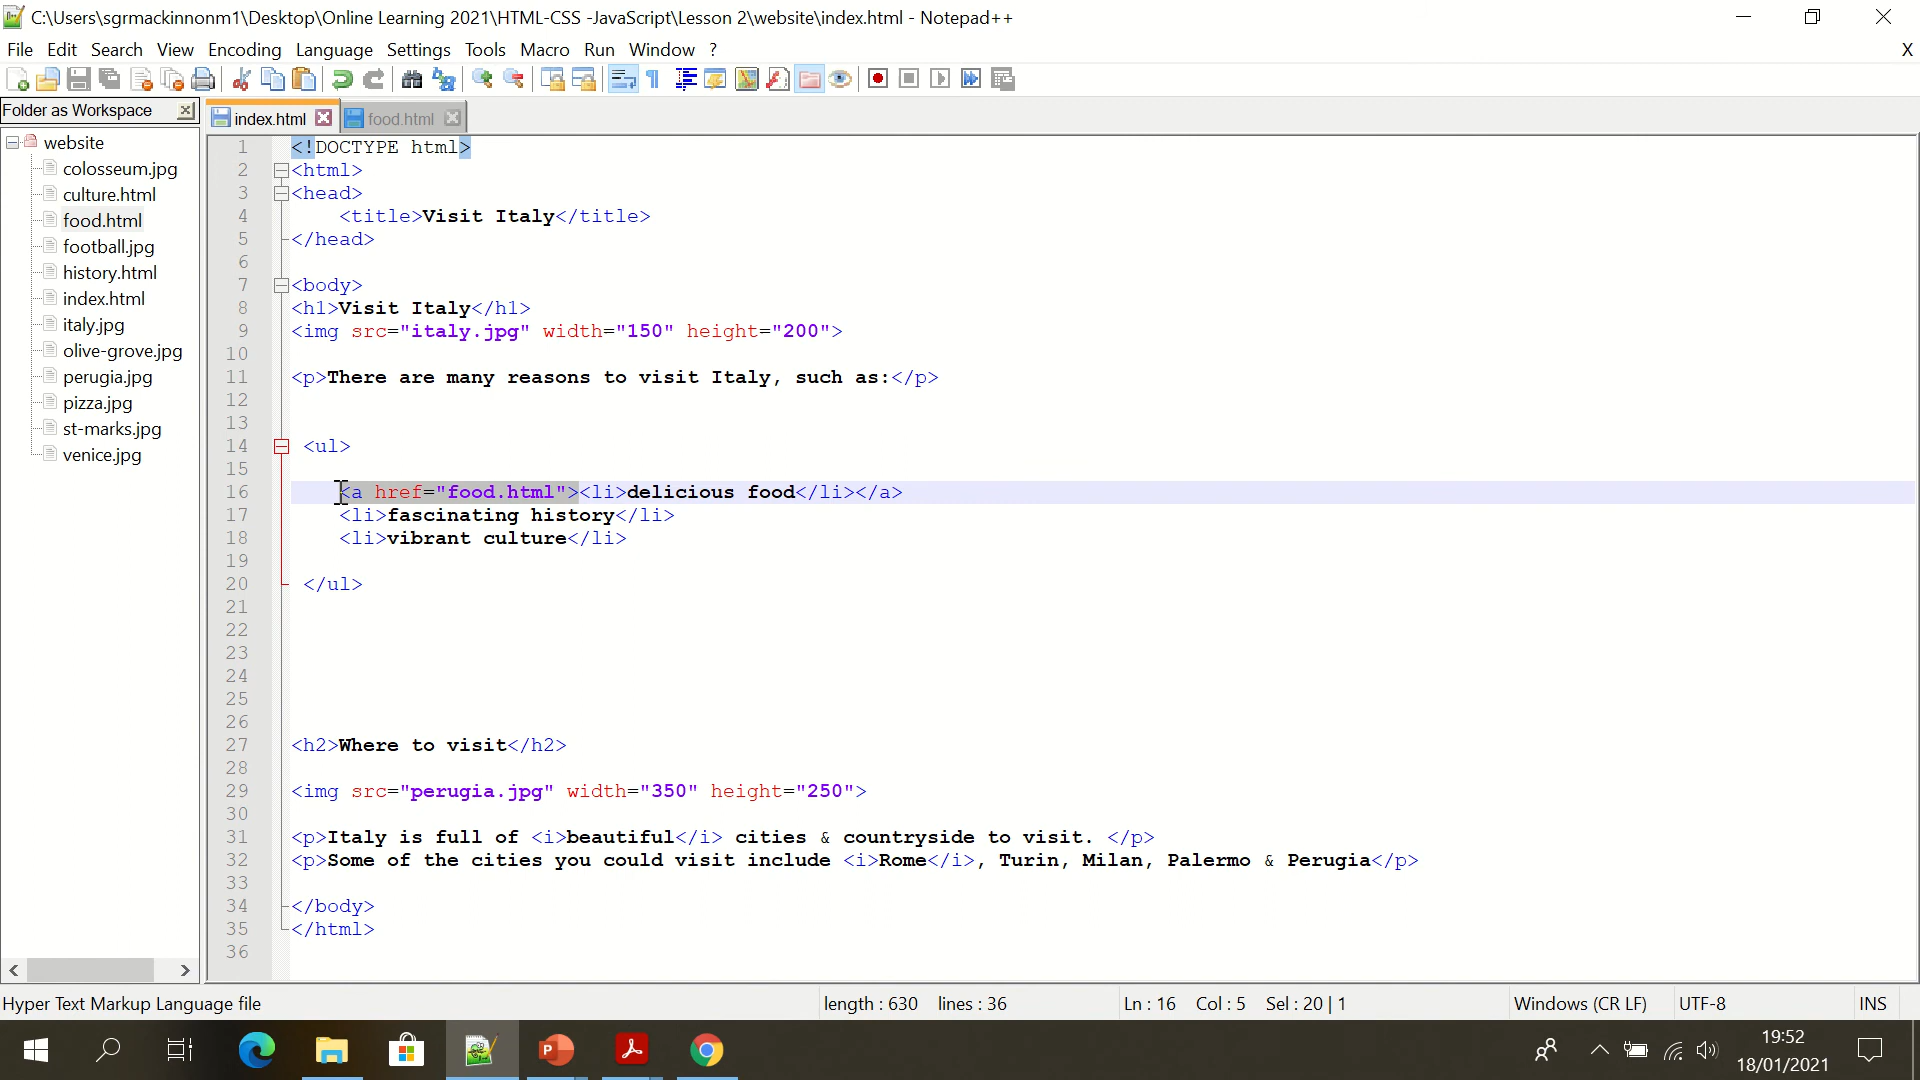 C:\Users\sgrmackinnonm1\Desktop\Online Learning 2021\HTML-CSS -JavaScript\Lesson 2\website\index.html - Notepad++
File Edit Search View Encoding Language Settings Tools Macro Run Window ? X
Folder as Workspace
index.html food.html
website
colosseum.jpg
culture.html
food.html
football.jpg
history.html
index.html
italy.jpg
olive-grove.jpg
perugia.jpg
pizza.jpg
st-marks.jpg
venice.jpg
1 <!DOCTYPE html>
2 <html>
3 <head>
4 <title>Visit Italy</title>
5 </head>
6
7 <body>
8 <h1>Visit Italy</h1>
9 <img src="italy.jpg" width="150" height="200">
10
11 <p>There are many reasons to visit Italy, such as:</p>
12
13
14 <ul>
15
16 <a href="food.html"><li>delicious food</li></a>
17 <li>fascinating history</li>
18 <li>vibrant culture</li>
19
20 </ul>
21
22
23
24
25
26
27 <h2>Where to visit</h2>
28
29 <img src="perugia.jpg" width="350" height="250">
30
31 <p>Italy is full of <i>beautiful</i> cities & countryside to visit. </p>
32 <p>Some of the cities you could visit include <i>Rome</i>, Turin, Milan, Palermo & Perugia</p>
33
34 </body>
35 </html>
36
Hyper Text Markup Language file length : 630 lines : 36 Ln : 16 Col : 5 Sel : 20 | 1 Windows (CR LF) UTF-8 INS
19:52
18/01/2021